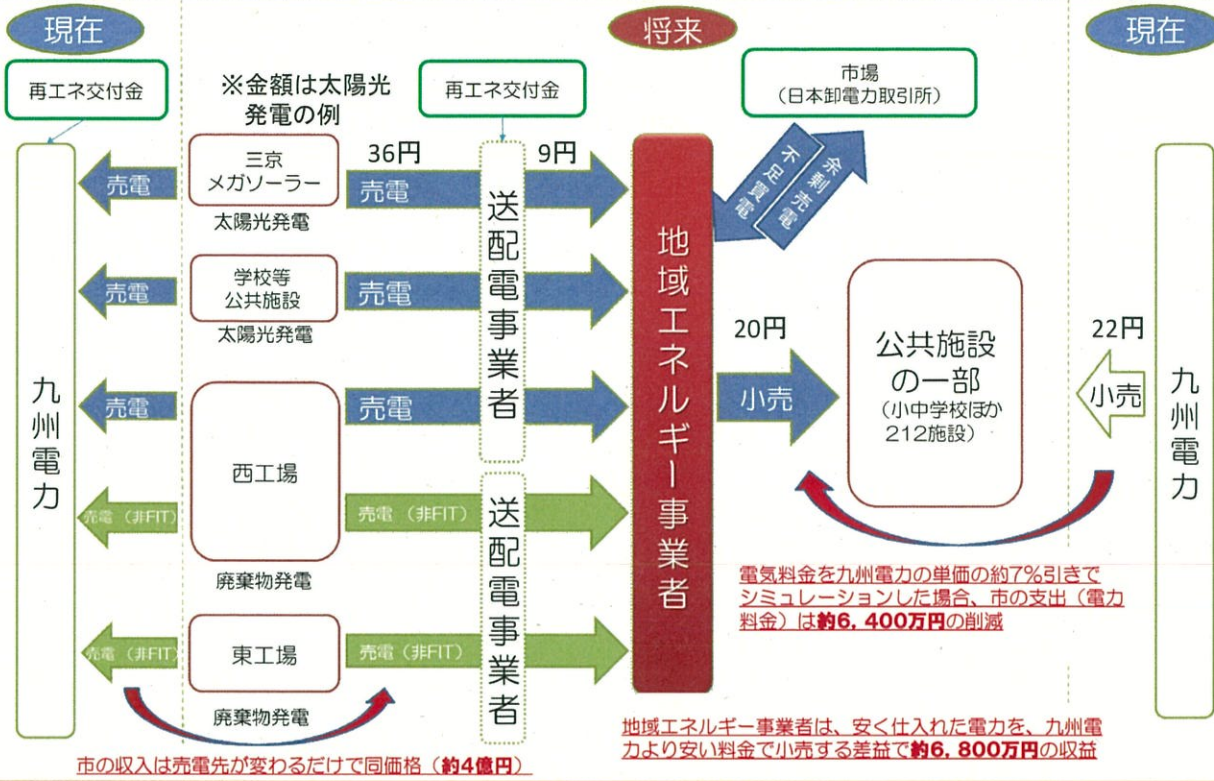 現在
将来
現在
再エネ交付金
※金額は太陽光
発電の例
再エネ交付金
市場
(日本卸電力取引所)
三京
メガソーラー
太陽光発電
36円
9円
売電
売電
不足買電
余剰売電
学校等
公共施設
太陽光発電
売電
売電
送配電事業者
地域エネルギー事業者
20円
小売
公共施設
の一部
(小中学校ほか
212施設)
22円
小売
九州電力
九州電力
売電
西工場
売電
売電(非FIT)
売電(非FIT)
廃棄物発電
送配電事業者
売電(非FIT)
東工場
売電(非FIT)
廃棄物発電
電気料金を九州電力の単価の約7%引きで
シミュレーションした場合、市の支出(電力
料金)は約6,400万円の削減
地域エネルギー事業者は、安く仕入れた電力を、九州電
力より安い料金で小売する差益で約6,800万円の収益
市の収入は売電先が変わるだけで同価格(約4億円)